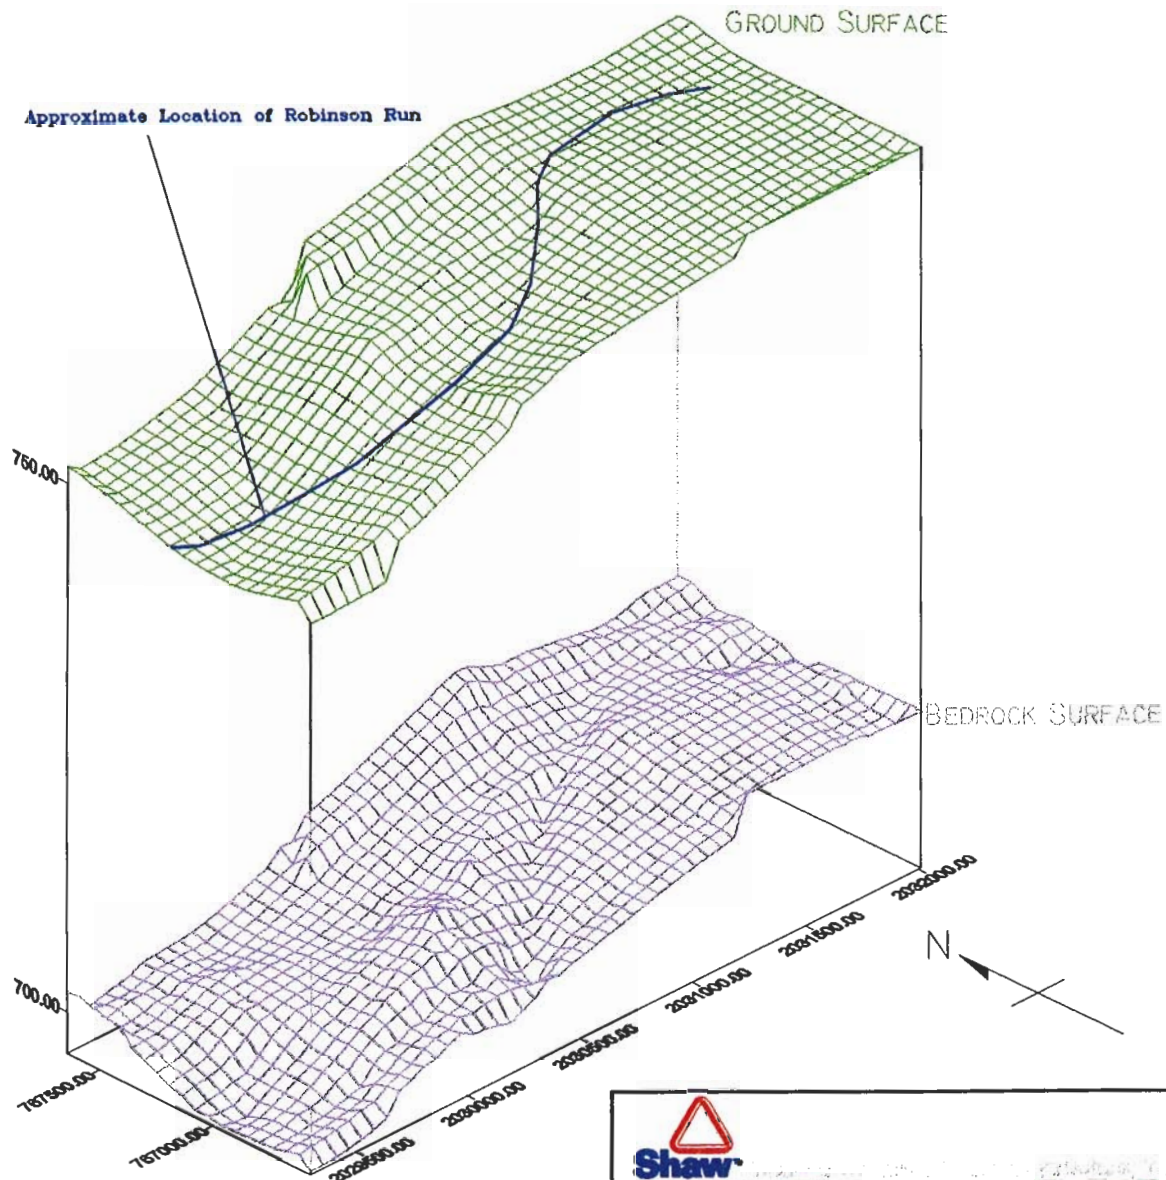 GROUND SURFACE
Approximate Location of Robinson Run
750.00
BEDROCK SURFACE
700.00
767500.00
767000.00
2029500.00
2030000.00
2030500.00
2031000.00
2031500.00
2032000.00
N
Shaw™